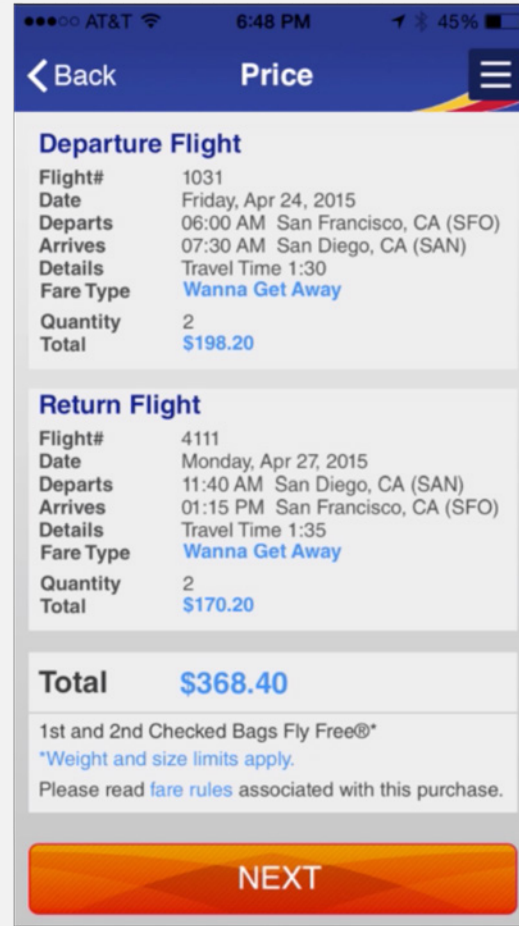 AT&T 6:48 PM 45%
Back Price
Departure Flight
Flight# 1031
Date Friday, Apr 24, 2015
Departs 06:00 AM San Francisco, CA (SFO)
Arrives 07:30 AM San Diego, CA (SAN)
Details Travel Time 1:30
Fare Type Wanna Get Away
Quantity 2
Total $198.20
Return Flight
Flight# 4111
Date Monday, Apr 27, 2015
Departs 11:40 AM San Diego, CA (SAN)
Arrives 01:15 PM San Francisco, CA (SFO)
Details Travel Time 1:35
Fare Type Wanna Get Away
Quantity 2
Total $170.20
Total $368.40
1st and 2nd Checked Bags Fly Free®*
*Weight and size limits apply.
Please read fare rules associated with this purchase.
NEXT